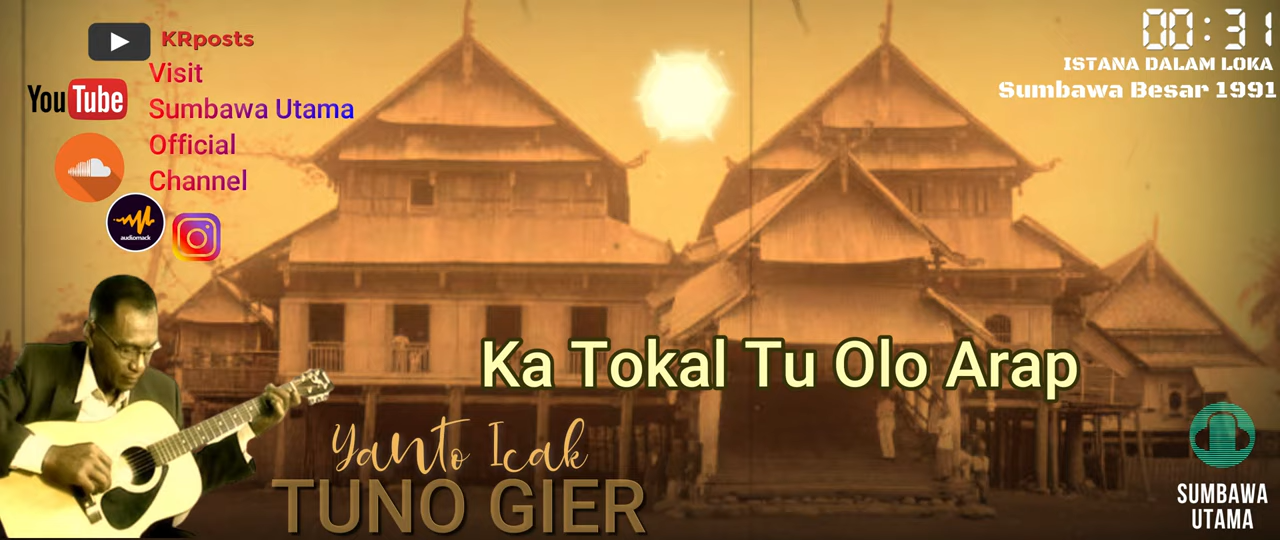 KRposts
Visit
Sumbawa Utama
Official
Channel
YouTube
audiomack
00:31
ISTANA DALAM LOKA
Sumbawa Besar 1991
Ka Tokal Tu Olo Arap
Yanto Icak
TUNO GIER
SUMBAWA
UTAMA